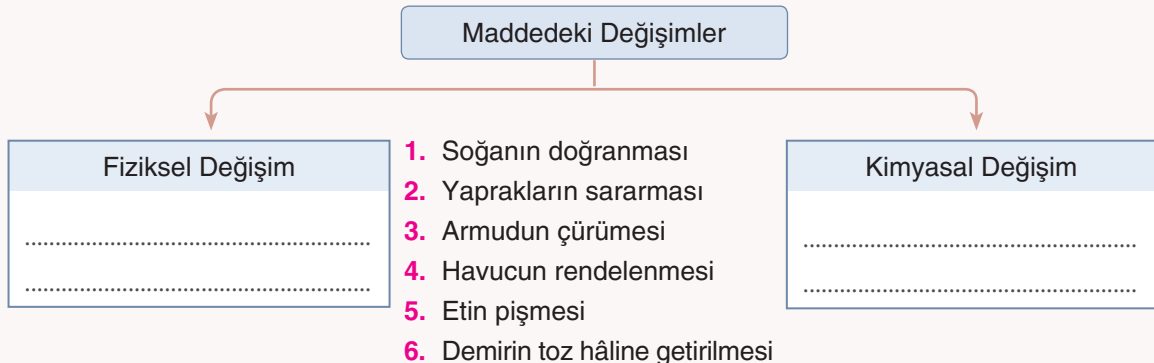 Maddedeki Değişimler
Fiziksel Değişim
......................................................................
......................................................................
1. Soğanın doğranması
2. Yaprakların sararması
3. Armudun çürümesi
4. Havucun rendelenmesi
5. Etin pişmesi
6. Demirin toz hâline getirilmesi
Kimyasal Değişim
...................................................................
...................................................................